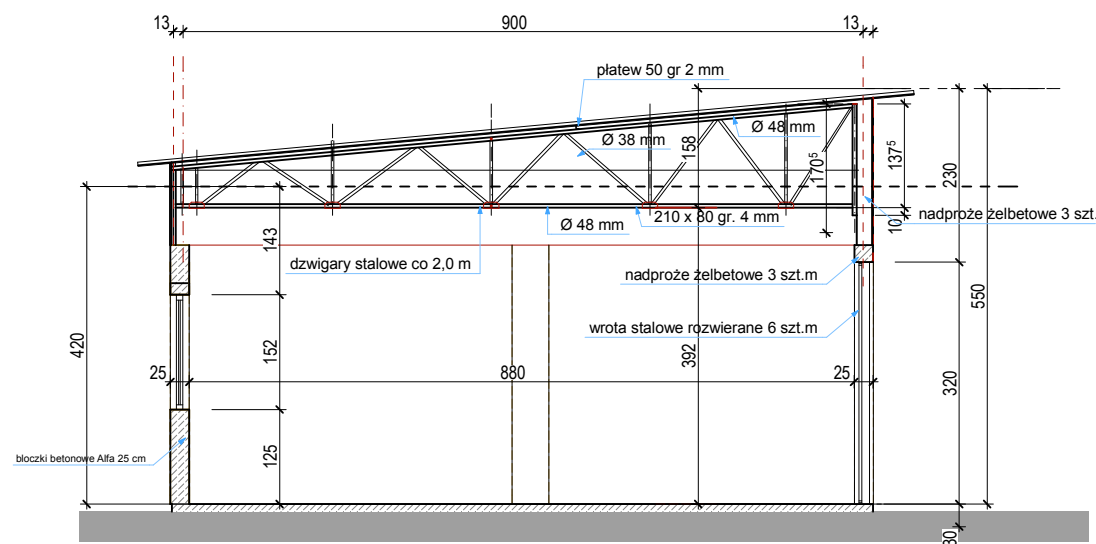 13
900
13
płatew 50 gr 2 mm
Ø 48 mm
Ø 38 mm
158
170⁵
137⁵
230
nadproże żelbetowe 3 szt.
10
210 x 80 gr. 4 mm
Ø 48 mm
dzwigary stalowe co 2,0 m
nadproże żelbetowe 3 szt.m
143
550
wrota stalowe rozwierane 6 szt.m
420
152
392
25
880
25
320
bloczki betonowe Alfa 25 cm
125
30